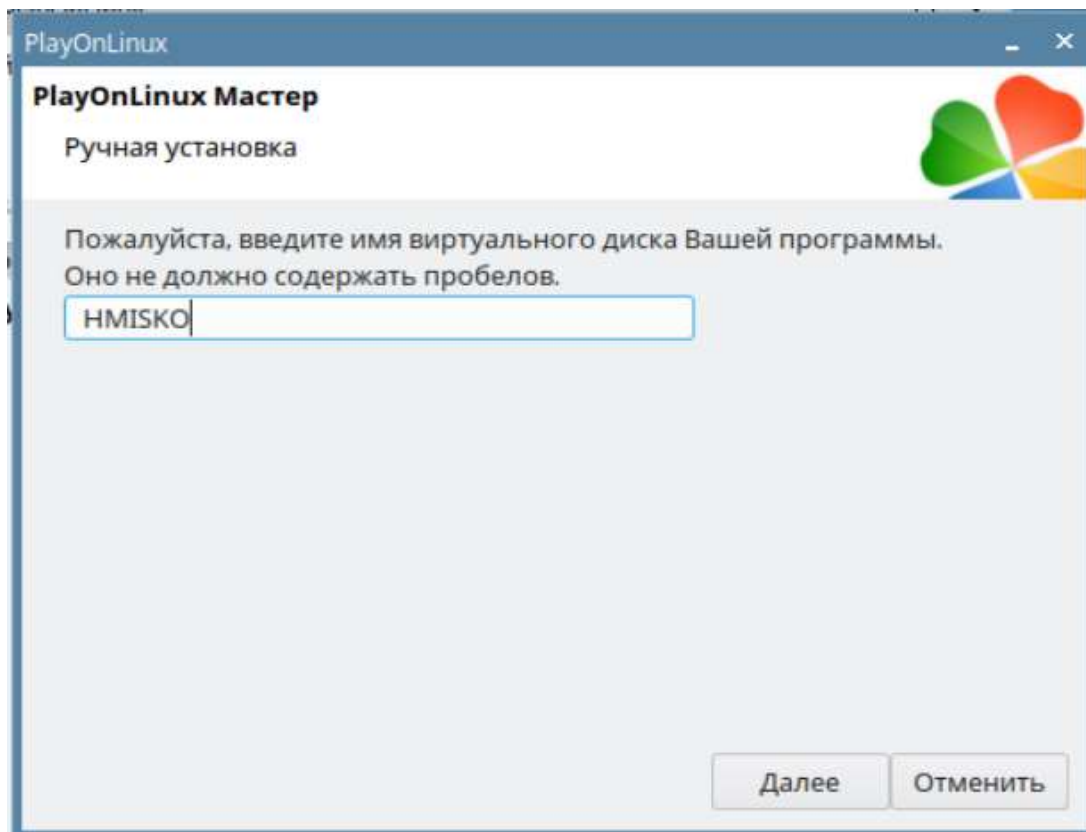 PlayOnLinux
PlayOnLinux Мастер
Ручная установка
Пожалуйста, введите имя виртуального диска Вашей программы.
Оно не должно содержать пробелов.
HMISKO
Далее
Отменить